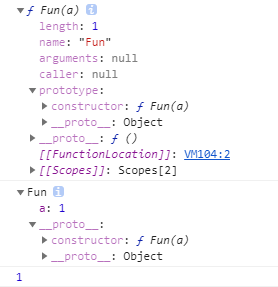 ▼ƒ Fun(a) i
length: 1
name: "Fun"
arguments: null
caller: null
▼prototype:
▶constructor: ƒ Fun(a)
▶__proto__: Object
▶__proto__: ƒ ()
[[FunctionLocation]]: VM104:2
▶[[Scopes]]: Scopes[2]
▼Fun i
a: 1
▼__proto__:
▶constructor: ƒ Fun(a)
▶__proto__: Object
1